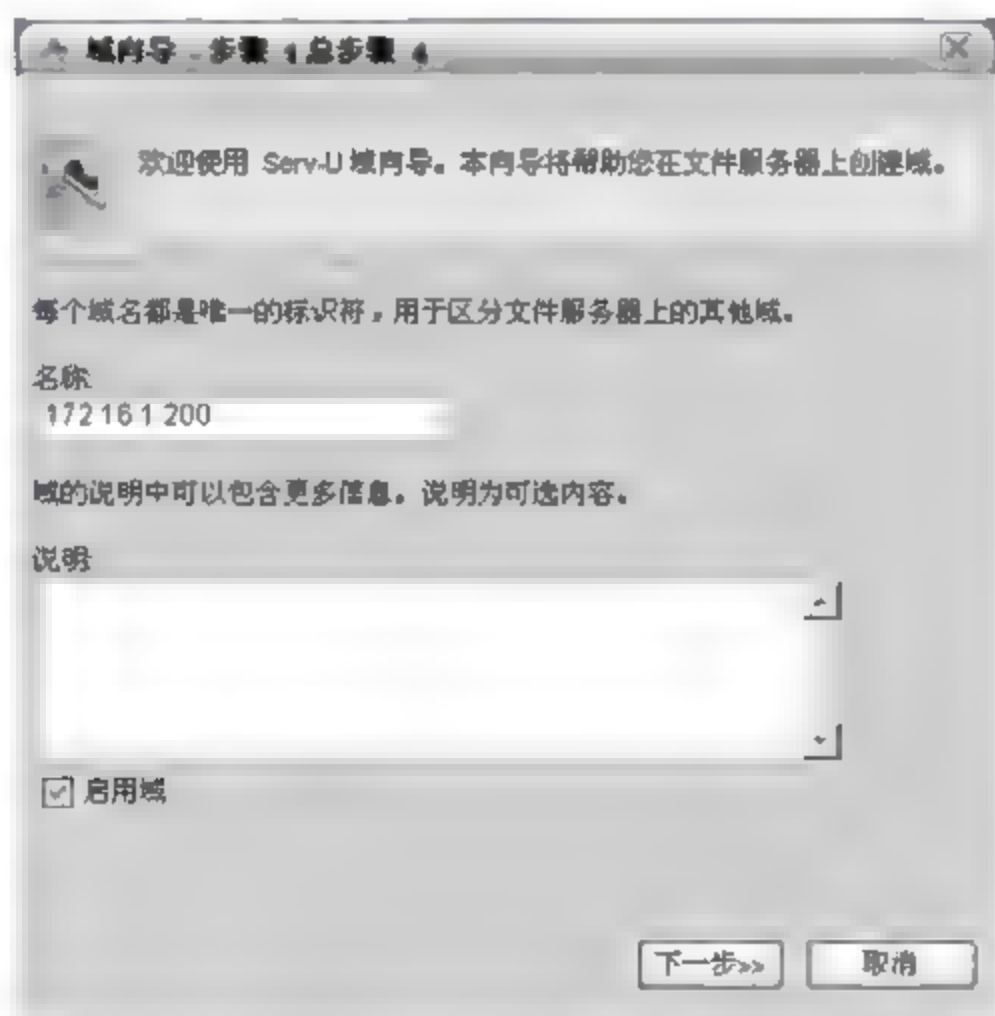 域向导 - 步骤 1 总步骤 4
欢迎使用 Serv-U 域向导。本向导将帮助您在文件服务器上创建域。
每个域名都是唯一的标识符，用于区分文件服务器上的其他域。
名称:
172 16 1 200
域的说明中可以包含更多信息。说明为可选内容。
说明:
启用域
下一步>>
取消